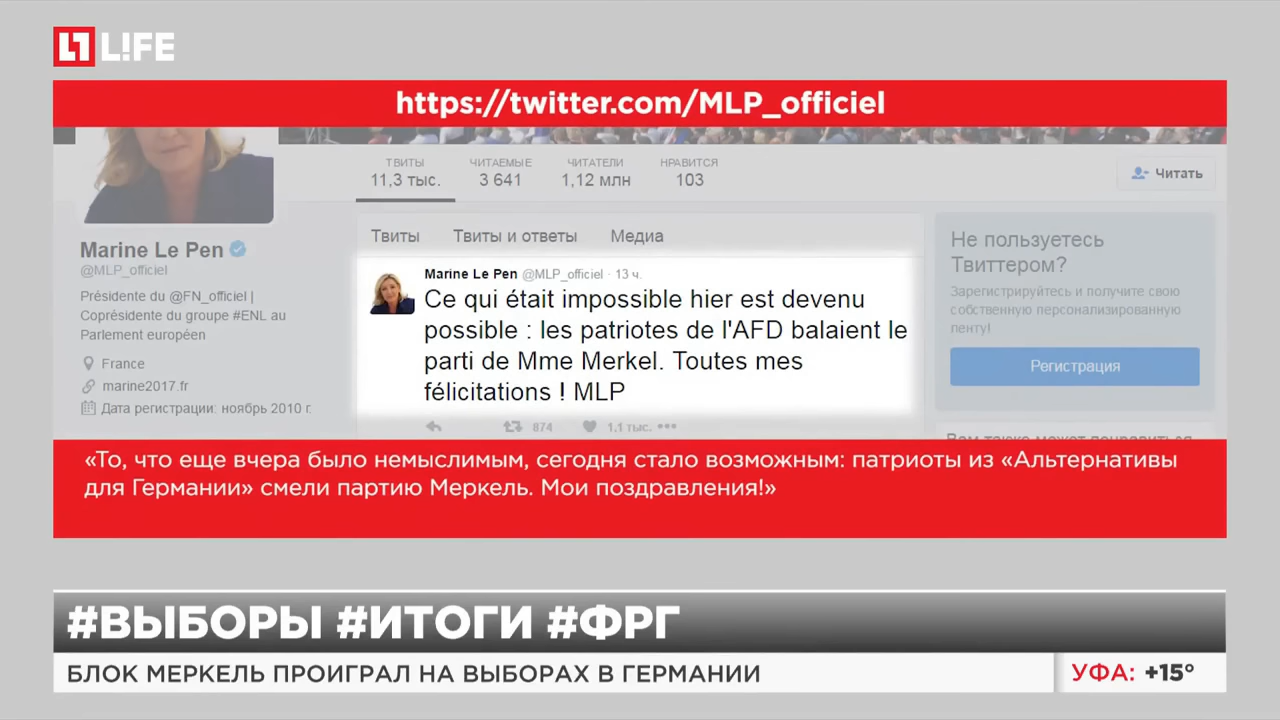 L!FE
https://twitter.com/MLP_officiel
ТВИТЫ ЧИТАЕМЫЕ ЧИТАТЕЛИ НРАВИТСЯ
11,3 тыс. 3 641 1,12 млн 103
Читать
Marine Le Pen
@MLP_officiel
Présidente du @FN_officiel |
Coprésidente du groupe #ENL au
Parlement européen
France
marine2017.fr
Дата регистрации: ноябрь 2010 г.
Твиты Твиты и ответы Медиа
Marine Le Pen @MLP_officiel · 13 ч.
Ce qui était impossible hier est devenu
possible : les patriotes de l'AFD balaient le
parti de Mme Merkel. Toutes mes
félicitations ! MLP
874 1,1 тыс. •••
Не пользуетесь
Твиттером?
Зарегистрируйтесь и получите свою
собственную персонализированную
ленту!
Регистрация
Вам также может понравиться
«То, что еще вчера было немыслимым, сегодня стало возможным: патриоты из «Альтернативы
для Германии» смели партию Меркель. Мои поздравления!»
#ВЫБОРЫ #ИТОГИ #ФРГ
БЛОК МЕРКЕЛЬ ПРОИГРАЛ НА ВЫБОРАХ В ГЕРМАНИИ
УФА: +15°